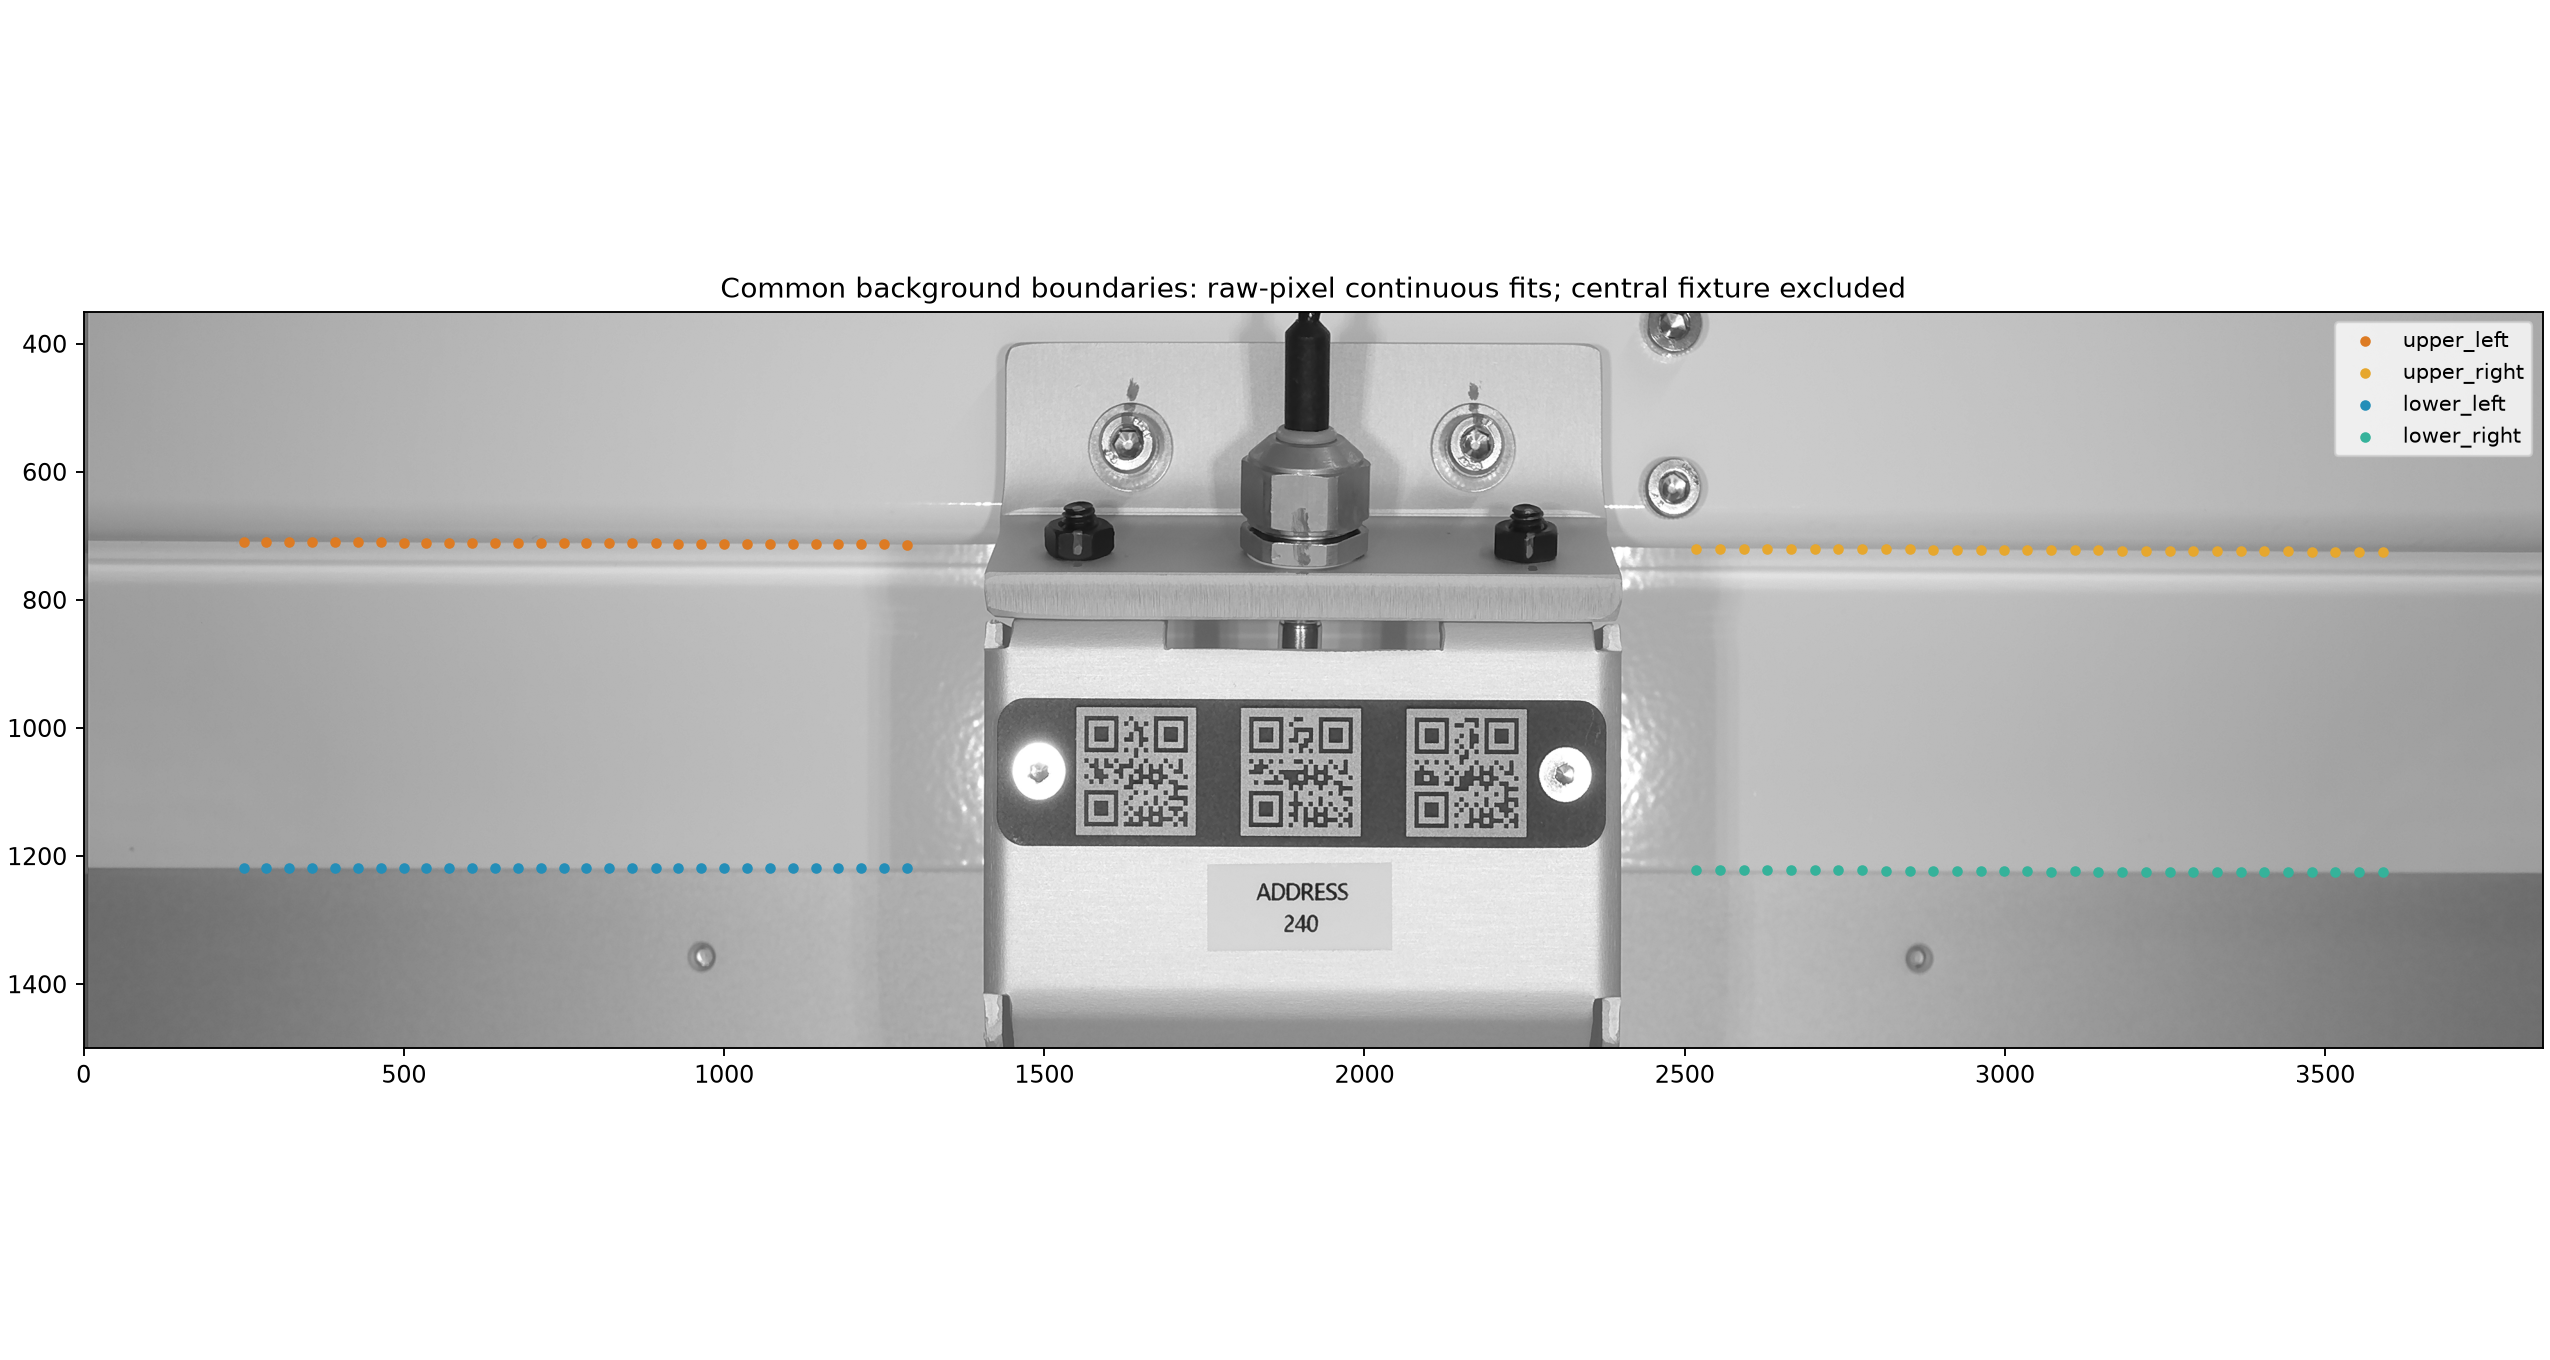 Common background boundaries: raw-pixel continuous fits; central fixture excluded
upper_left
upper_right
lower_left
lower_right
400
600
800
1000
1200
1400
ADDRESS
240
0
500
1000
1500
2000
2500
3000
3500